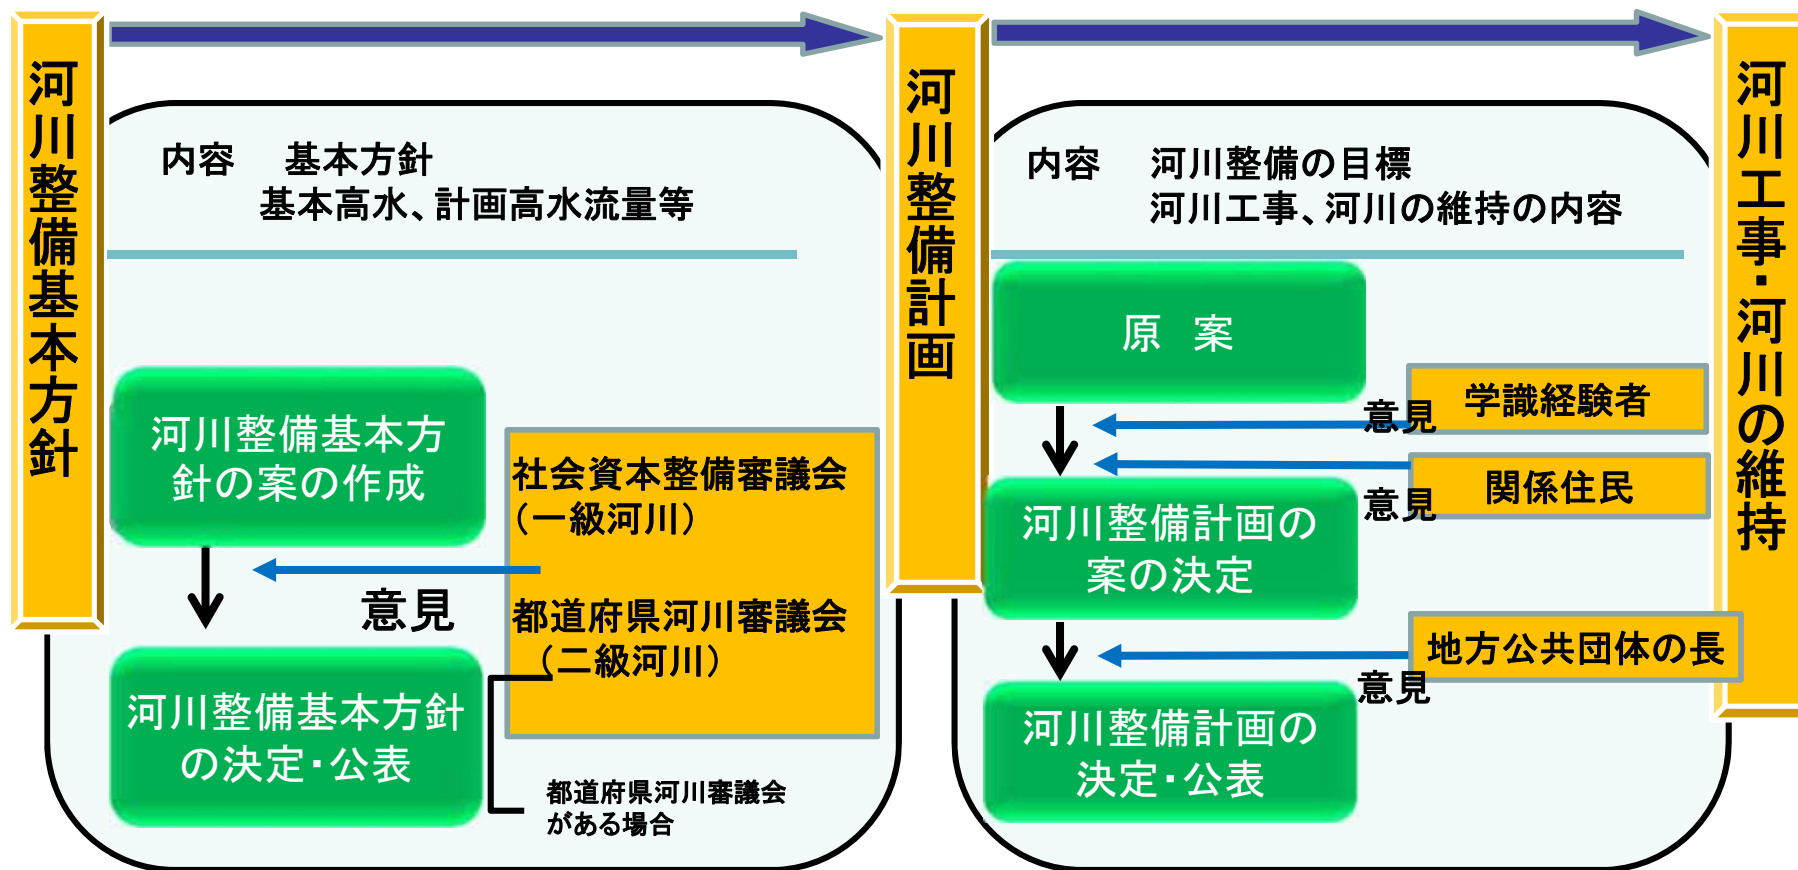 河川整備基本方針
内容　基本方針
基本高水、計画高水流量等
河川整備基本方
針の案の作成
社会資本整備審議会
（一級河川）
意見
都道府県河川審議会
（二級河川）
河川整備基本方針
の決定・公表
都道府県河川審議会
がある場合
河川整備計画
内容　河川整備の目標
河川工事、河川の維持の内容
原　案
意見
学識経験者
意見
関係住民
河川整備計画の
案の決定
意見
地方公共団体の長
河川整備計画の
決定・公表
河川工事・河川の維持